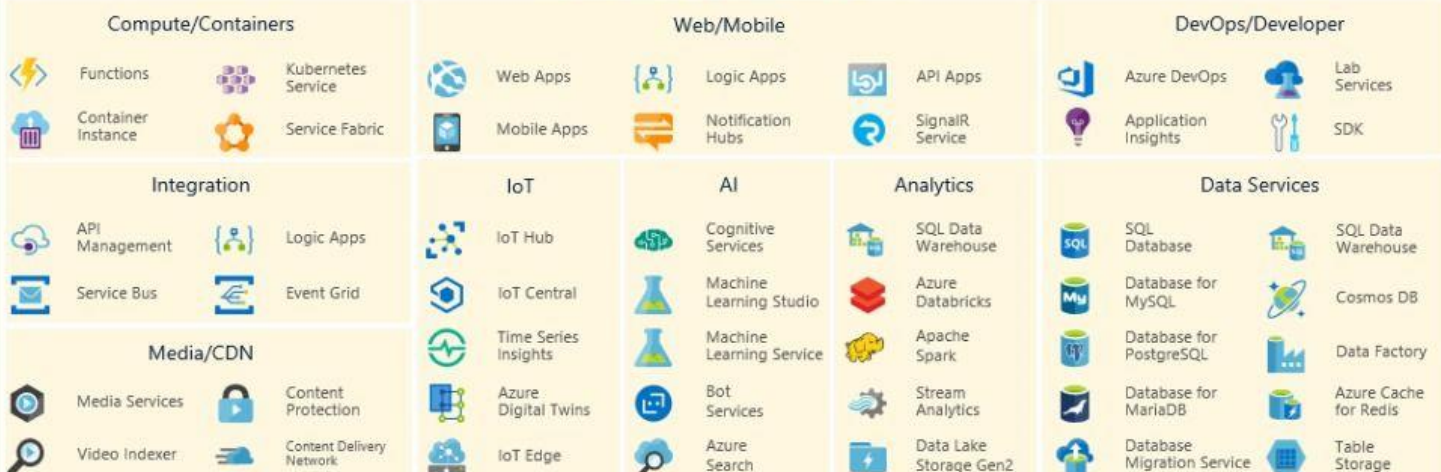 Compute/Containers
Functions
Kubernetes
Service
Container
Instance
Service Fabric
Web/Mobile
Web Apps
Logic Apps
API Apps
Mobile Apps
Notification
Hubs
SignalR
Service
DevOps/Developer
Azure DevOps
Lab
Services
Application
Insights
SDK
Integration
API
Management
Logic Apps
Service Bus
Event Grid
Media/CDN
Media Services
Content
Protection
Video Indexer
Content Delivery
Network
IoT
IoT Hub
IoT Central
Time Series
Insights
Azure
Digital Twins
IoT Edge
AI
Cognitive
Services
Machine
Learning Studio
Machine
Learning Service
Bot
Services
Azure
Search
Analytics
SQL Data
Warehouse
Azure
Databricks
Apache
Spark
Stream
Analytics
Data Lake
Storage Gen2
Data Services
SQL
SQL
Database
SQL Data
Warehouse
My
Database for
MySQL
Cosmos DB
Database for
PostgreSQL
Data Factory
Database for
MariaDB
Azure Cache
for Redis
Database
Migration Service
Table
Storage